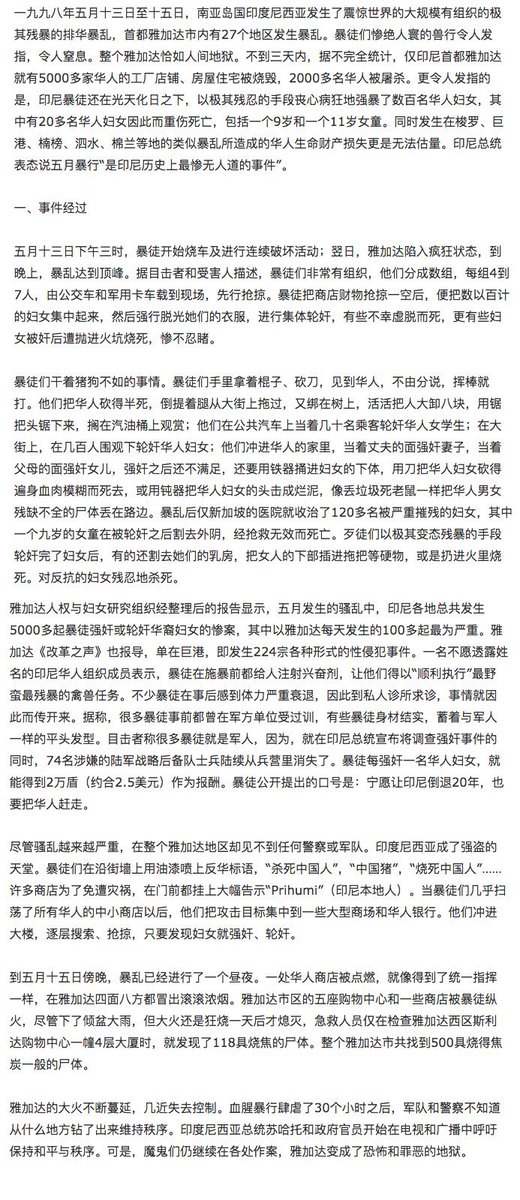 一九九八年五月十三日至十五日，南亚岛国印度尼西亚发生了震惊世界的大规模有组织的极
其残暴的排华暴乱，首都雅加达市内有27个地区发生暴乱。暴徒们惨绝人寰的兽行令人发
指，令人窒息。整个雅加达恰如人间地狱。不到三天内，据不完全统计，仅印尼首都雅加达
就有5000多家华人的工厂店铺、房屋住宅被烧毁，2000多名华人被屠杀。更令人发指的
是，印尼暴徒还在光天化日之下，以极其残忍的手段丧心病狂地强暴了数百名华人妇女，其
中有20多名华人妇女因此而重伤死亡，包括一个9岁和一个11岁女童。同时发生在梭罗、巨
港、楠榜、泗水、棉兰等地的类似暴乱所造成的华人生命财产损失更是无法估量。印尼总统
表态说五月暴行“是印尼历史上最惨无人道的事件”。
一、事件经过
五月十三日下午三时，暴徒开始烧车及进行连续破坏活动；翌日，雅加达陷入疯狂状态，到
晚上，暴乱达到顶峰。据目击者和受害人描述，暴徒们非常有组织，他们分成数组，每组4到
7人，由公交车和军用卡车载到现场，先行抢掠。暴徒把商店财物抢掠一空后，便把数以百计
的妇女集中起来，然后强行脱光她们的衣服，进行集体轮奸，有些不幸虚脱而死，更有些妇
女被奸后遭抛进火坑烧死，惨不忍睹。
暴徒们干着猪狗不如的事情。暴徒们手里拿着棍子、砍刀，见到华人，不由分说，挥棒就
打。他们把华人砍得半死，倒提着腿从大街上拖过，又绑在树上，活活把人大卸八块，用锯
把头锯下来，搁在汽油桶上观赏；他们在公共汽车上当着几十名乘客轮奸华人女学生；在大
街上，在几百人围观下轮奸华人妇女；他们冲进华人的家里，当着丈夫的面强奸妻子，当着
父母的面强奸女儿，强奸之后还不满足，还要用铁器捅进妇女的下体，用刀把华人妇女砍得
遍身血肉模糊而死去，或用钝器把华人妇女的头击成烂泥，像丢垃圾死老鼠一样把华人男女
残缺不全的尸体丢在路边。暴乱后仅新加坡的医院就收治了120多名被严重摧残的妇女，其中
一个九岁的女童在被轮奸之后割去外阴，经抢救无效而死亡。歹徒们以极其变态残暴的手段
轮奸完了妇女后，有的还割去她们的乳房，把女人的下部插进拖把等硬物，或是扔进火里烧
死。对反抗的妇女残忍地杀死。
雅加达人权与妇女研究组织经整理后的报告显示，五月发生的骚乱中，印尼各地总共发生
5000多起暴徒强奸或轮奸华裔妇女的惨案，其中以雅加达每天发生的100多起最为严重。雅
加达《改革之声》也报导，单在巨港，即发生224宗各种形式的性侵犯事件。一名不愿透露姓
名的印尼华人组织成员表示，暴徒在施暴前都给人注射兴奋剂，让他们得以“顺利执行”最野
蛮最残暴的禽兽任务。不少暴徒在事后感到体力严重衰退，因此到私人诊所求诊，事情就因
此而传开来。据称，很多暴徒事前都曾在军方单位受过训，有些暴徒身材结实，蓄着与军人
一样的平头发型。目击者称很多暴徒就是军人，因为，就在印尼总统宣布将调查强奸事件的
同时，74名涉嫌的陆军战略后备队士兵陆续从兵营里消失了。暴徒每强奸一名华人妇女，就
能得到2万盾（约合2.5美元）作为报酬。暴徒公开提出的口号是：宁愿让印尼倒退20年，也
要把华人赶走。
尽管骚乱越来越严重，在整个雅加达地区却见不到任何警察或军队。印度尼西亚成了强盗的
天堂。暴徒们在沿街墙上用油漆喷上反华标语，“杀死中国人”，“中国猪”，“烧死中国人”……
许多商店为了免遭灾祸，在门前都挂上大幅告示“Prihumi”（印尼本地人）。当暴徒们几乎扫
荡了所有华人的中小商店以后，他们把攻击目标集中到一些大型商场和华人银行。他们冲进
大楼，逐层搜索、抢掠，只要发现妇女就强奸、轮奸。
到五月十五日傍晚，暴乱已经进行了一个昼夜。一处华人商店被点燃，就像得到了统一指挥
一样，在雅加达四面八方都冒出滚滚浓烟。雅加达市区的五座购物中心和一些商店被暴徒纵
火，尽管下了倾盆大雨，但大火还是狂烧一天后才熄灭，急救人员仅在检查雅加达西区斯利
达购物中心一幢4层大厦时，就发现了118具烧焦的尸体。整个雅加达市共找到500具烧得焦
炭一般的尸体。
雅加达的大火不断蔓延，几近失去控制。血腥暴行肆虐了30个小时之后，军队和警察不知道
从什么地方钻了出来维持秩序。印度尼西亚总统苏哈托和政府官员开始在电视和广播中呼吁
保持和平与秩序。可是，魔鬼们仍继续在各处作案，雅加达变成了恐怖和罪恶的地狱。